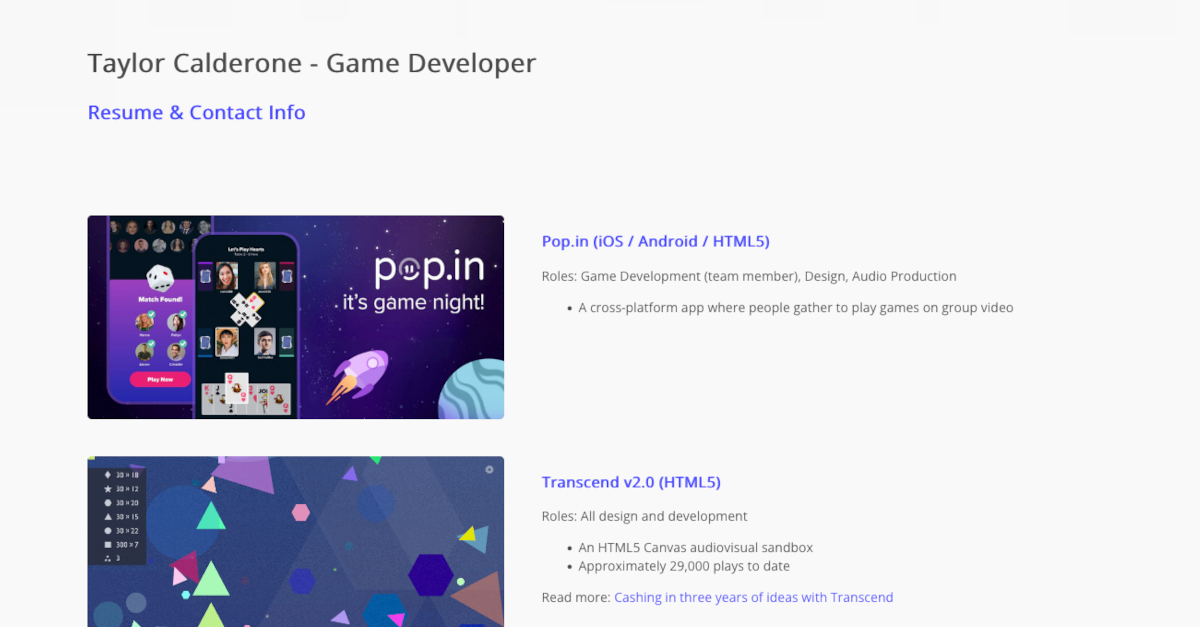 Taylor Calderone - Game Developer
Resume & Contact Info
Let's Play Hearts
Match Found!
Play Now
pop.in
it's game night!
Pop.in (iOS / Android / HTML5)
Roles: Game Development (team member), Design, Audio Production
• A cross-platform app where people gather to play games on group video
30 × 18
30 × 12
30 × 20
30 × 15
30 × 22
300 × 7
3
Transcend v2.0 (HTML5)
Roles: All design and development
• An HTML5 Canvas audiovisual sandbox
• Approximately 29,000 plays to date
Read more: Cashing in three years of ideas with Transcend